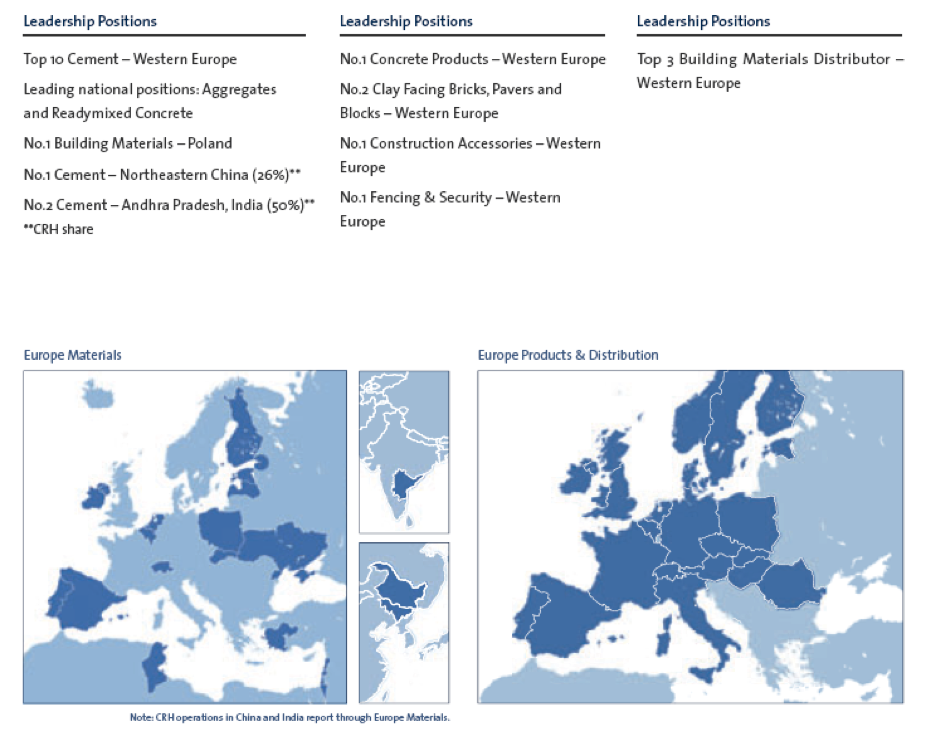 Leadership Positions
Top 10 Cement – Western Europe
Leading national positions: Aggregates
and Readymixed Concrete
No.1 Building Materials – Poland
No.1 Cement – Northeastern China (26%)**
No.2 Cement – Andhra Pradesh, India (50%)**
**CRH share
Leadership Positions
No.1 Concrete Products – Western Europe
No.2 Clay Facing Bricks, Pavers and
Blocks – Western Europe
No.1 Construction Accessories – Western
Europe
No.1 Fencing & Security – Western
Europe
Leadership Positions
Top 3 Building Materials Distributor –
Western Europe
Europe Materials
Europe Products & Distribution
Note: CRH operations in China and India report through Europe Materials.